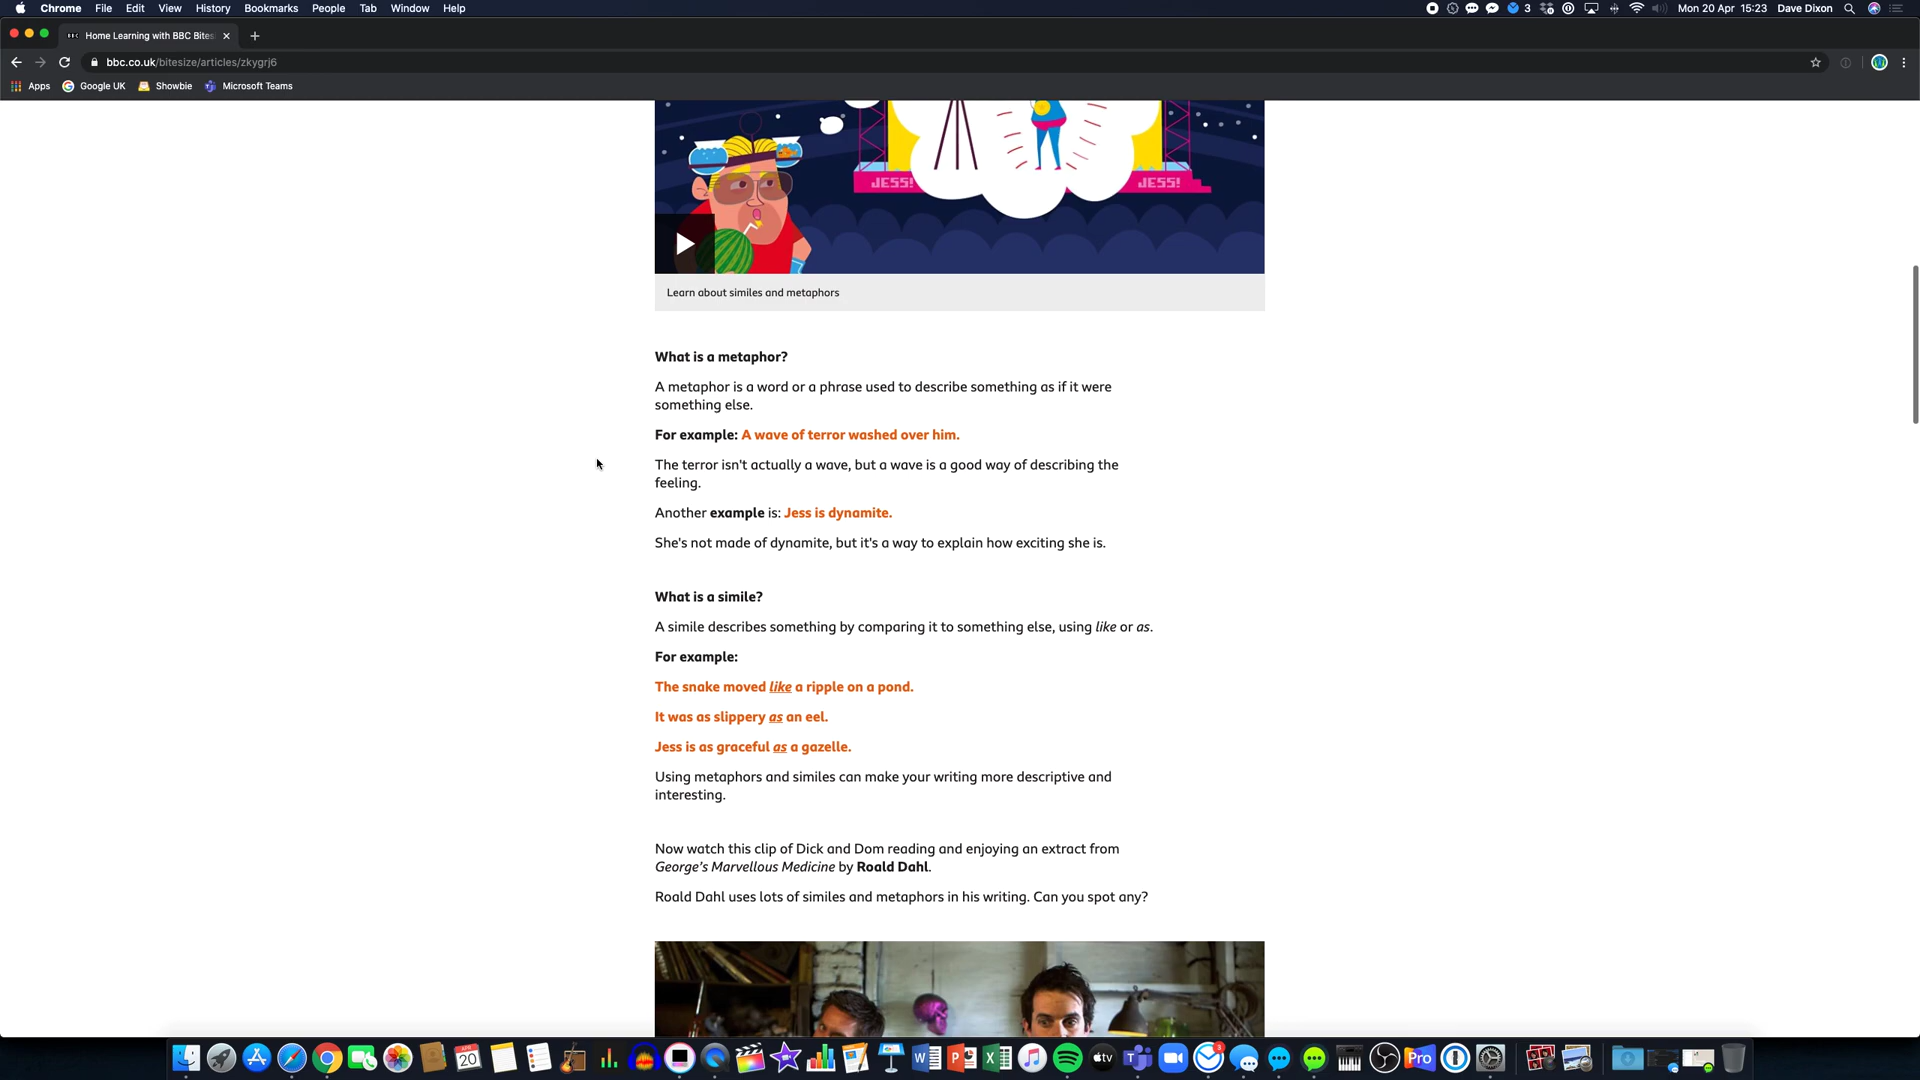 Chrome File Edit View History Bookmarks People Tab Window Help 3 Mon 20 Apr 15:23 Dave Dixon
Home Learning with BBC Bites
bbc.co.uk/bitesize/articles/zkygrj6
Apps Google UK Showbie Microsoft Teams
JESS! JESS!
Learn about similes and metaphors
What is a metaphor?
A metaphor is a word or a phrase used to describe something as if it were
something else.
For example: A wave of terror washed over him.
The terror isn't actually a wave, but a wave is a good way of describing the
feeling.
Another example is: Jess is dynamite.
She's not made of dynamite, but it's a way to explain how exciting she is.
What is a simile?
A simile describes something by comparing it to something else, using like or as.
For example:
The snake moved like a ripple on a pond.
It was as slippery as an eel.
Jess is as graceful as a gazelle.
Using metaphors and similes can make your writing more descriptive and
interesting.
Now watch this clip of Dick and Dom reading and enjoying an extract from
George's Marvellous Medicine by Roald Dahl.
Roald Dahl uses lots of similes and metaphors in his writing. Can you spot any?
20 W P X tv Pro 3